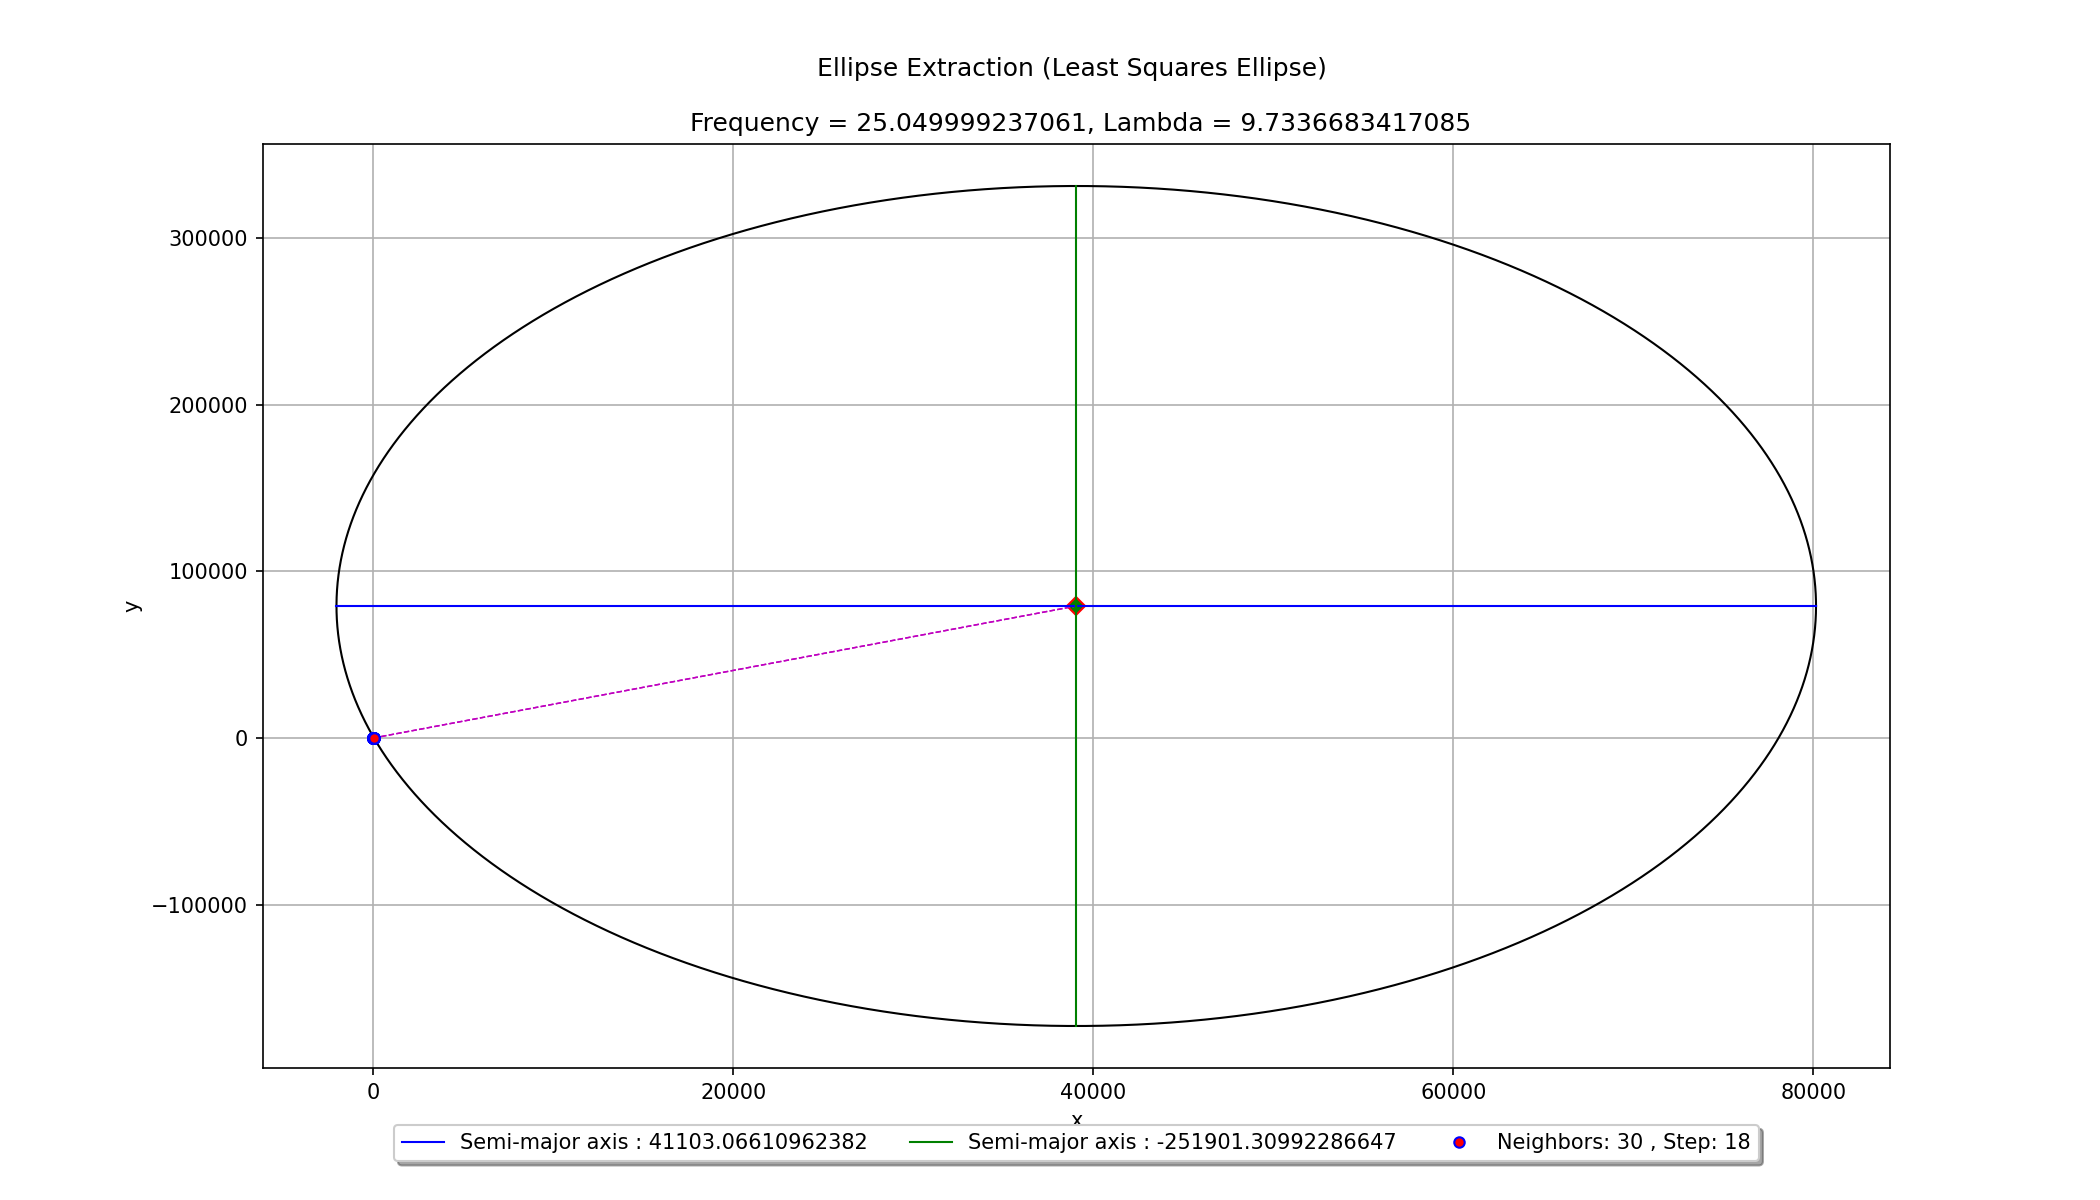 Ellipse Extraction (Least Squares Ellipse)
Frequency = 25.049999237061, Lambda = 9.7336683417085
300000
200000
100000
0
−100000
y
0 20000 40000 60000 80000
x
Semi-major axis : 41103.06610962382 Semi-major axis : -251901.30992286647 Neighbors: 30 , Step: 18